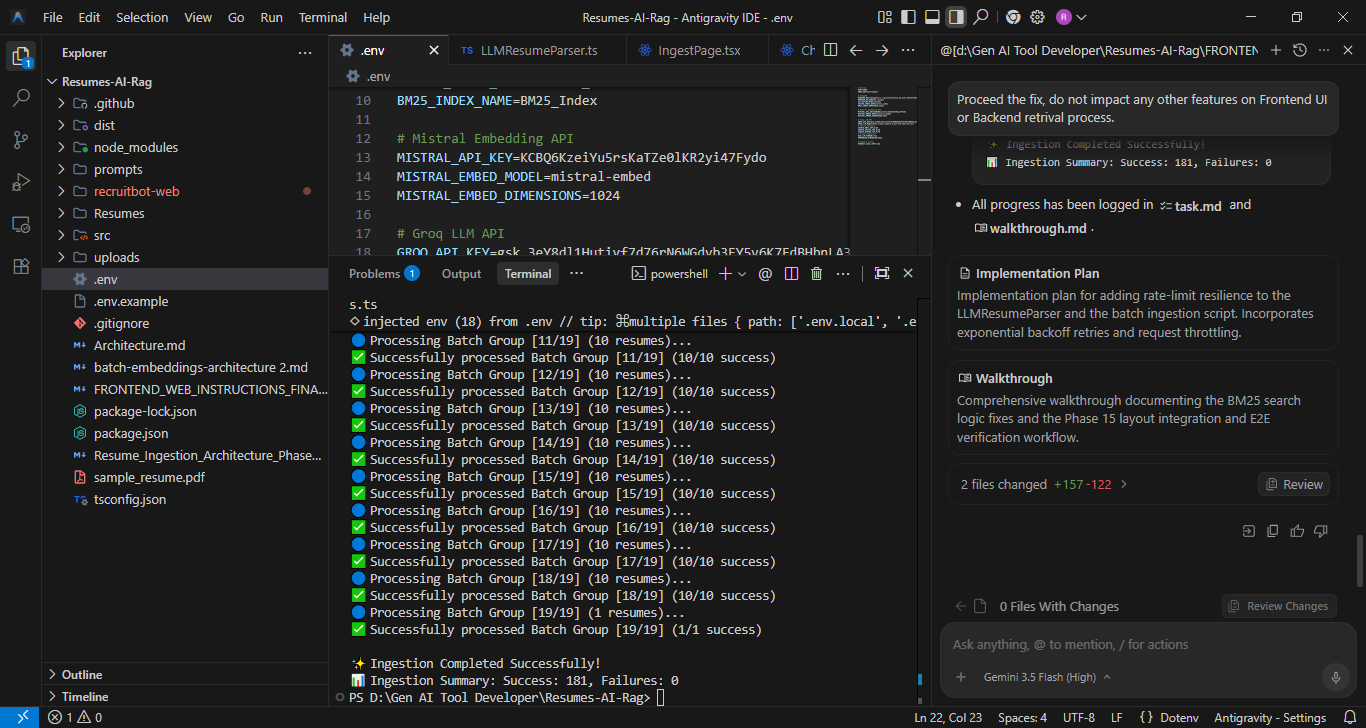 File Edit Selection View Go Run Terminal Help
Resumes-AI-Rag - Antigravity IDE - .env
R
Explorer
Resumes-AI-Rag
.github
dist
node_modules
prompts
recruitbot-web
Resumes
src
uploads
.env
.env.example
.gitignore
Architecture.md
batch-embeddings-architecture 2.md
FRONTEND_WEB_INSTRUCTIONS_FINA...
package-lock.json
package.json
Resume_Ingestion_Architecture_Phase...
sample_resume.pdf
tsconfig.json
Outline
Timeline
.env
LLMResumeParser.ts
IngestPage.tsx
Ch
.env
10 BM25_INDEX_NAME=BM25_Index
11
12 # Mistral Embedding API
13 MISTRAL_API_KEY=KCBQ6KzeiYu5rsKaTZe0lKR2yi47Fydo
14 MISTRAL_EMBED_MODEL=mistral-embed
15 MISTRAL_EMBED_DIMENSIONS=1024
16
17 # Groq LLM API
18
Problems 1 Output Terminal
powershell
s.ts
◇ injected env (18) from .env // tip: ⌘multiple files { path: ['.env.local', '.e
Processing Batch Group [11/19] (10 resumes)...
✅ Successfully processed Batch Group [11/19] (10/10 success)
Processing Batch Group [12/19] (10 resumes)...
✅ Successfully processed Batch Group [12/19] (10/10 success)
Processing Batch Group [13/19] (10 resumes)...
✅ Successfully processed Batch Group [13/19] (10/10 success)
Processing Batch Group [14/19] (10 resumes)...
✅ Successfully processed Batch Group [14/19] (10/10 success)
Processing Batch Group [15/19] (10 resumes)...
✅ Successfully processed Batch Group [15/19] (10/10 success)
Processing Batch Group [16/19] (10 resumes)...
✅ Successfully processed Batch Group [16/19] (10/10 success)
Processing Batch Group [17/19] (10 resumes)...
✅ Successfully processed Batch Group [17/19] (10/10 success)
Processing Batch Group [18/19] (10 resumes)...
✅ Successfully processed Batch Group [18/19] (10/10 success)
Processing Batch Group [19/19] (1 resumes)...
✅ Successfully processed Batch Group [19/19] (1/1 success)
✨ Ingestion Completed Successfully!
📊 Ingestion Summary: Success: 181, Failures: 0
PS D:\Gen AI Tool Developer\Resumes-AI-Rag>
@[d:\Gen AI Tool Developer\Resumes-AI-Rag\FRONTEN
Proceed the fix, do not impact any other features on Frontend UI
or Backend retrival process.
✨ Ingestion Completed Successfully!
📊 Ingestion Summary: Success: 181, Failures: 0
• All progress has been logged in task.md and
walkthrough.md .
Implementation Plan
Implementation plan for adding rate-limit resilience to the
LLMResumeParser and the batch ingestion script. Incorporates
exponential backoff retries and request throttling.
Walkthrough
Comprehensive walkthrough documenting the BM25 search
logic fixes and the Phase 15 layout integration and E2E
verification workflow.
2 files changed +157 -122
Review
0 Files With Changes
Review Changes
Ask anything, @ to mention, / for actions
Gemini 3.5 Flash (High)
1 0
Ln 22, Col 23 Spaces: 4 UTF-8 LF {} Dotenv Antigravity - Settings